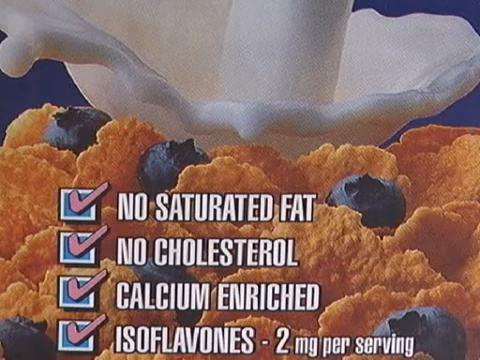 NO SATURATED FAT
NO CHOLESTEROL
CALCIUM ENRICHED
ISOFLAVONES - 2 mg per serving